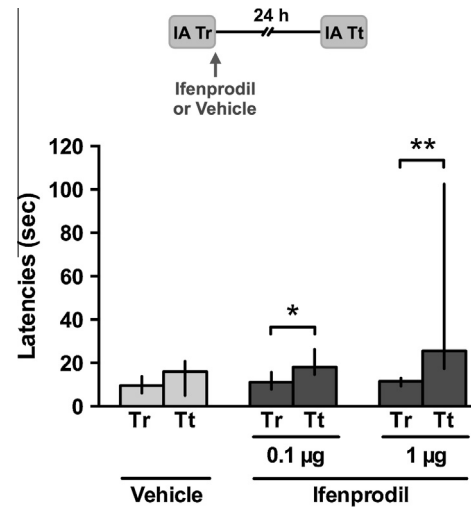 24 h
IA Tr IA Tt
Ifenprodil
or Vehicle
Latencies (sec)
120
100
80
60
40
20
0
*
**
Tr Tt Tr Tt Tr Tt
0.1 µg 1 µg
Vehicle Ifenprodil